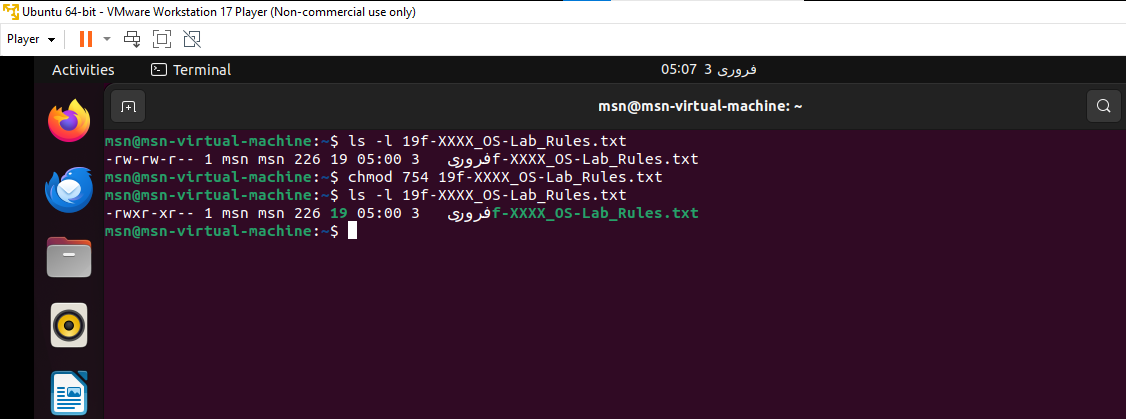 Ubuntu 64-bit - VMware Workstation 17 Player (Non-commercial use only)
Player
Activities Terminal 05:07 3 فروری
msn@msn-virtual-machine: ~
msn@msn-virtual-machine:~$ ls -l 19f-XXXX_OS-Lab_Rules.txt
-rw-rw-r-- 1 msn msn 226 19 05:00 3 فروری f-XXXX_OS-Lab_Rules.txt
msn@msn-virtual-machine:~$ chmod 754 19f-XXXX_OS-Lab_Rules.txt
msn@msn-virtual-machine:~$ ls -l 19f-XXXX_OS-Lab_Rules.txt
-rwxr-xr-- 1 msn msn 226 19 05:00 3 فروری f-XXXX_OS-Lab_Rules.txt
msn@msn-virtual-machine:~$